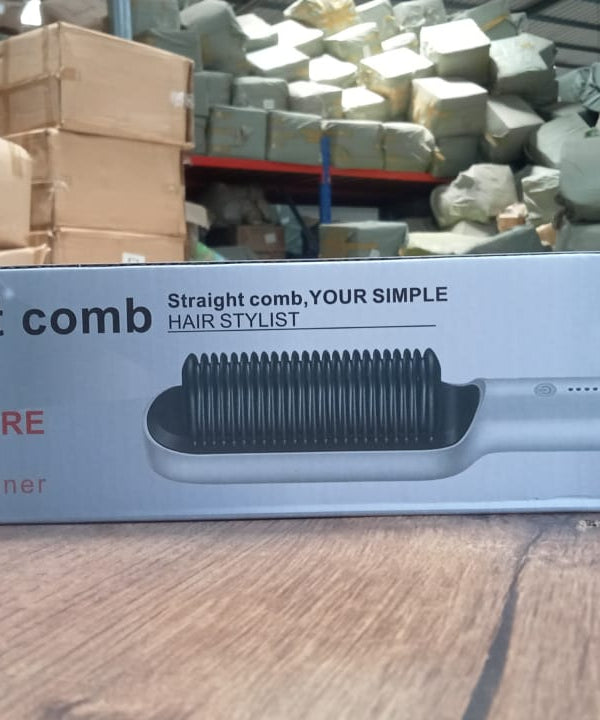 t comb
Straight comb,YOUR SIMPLE
HAIR STYLIST
RE
ner